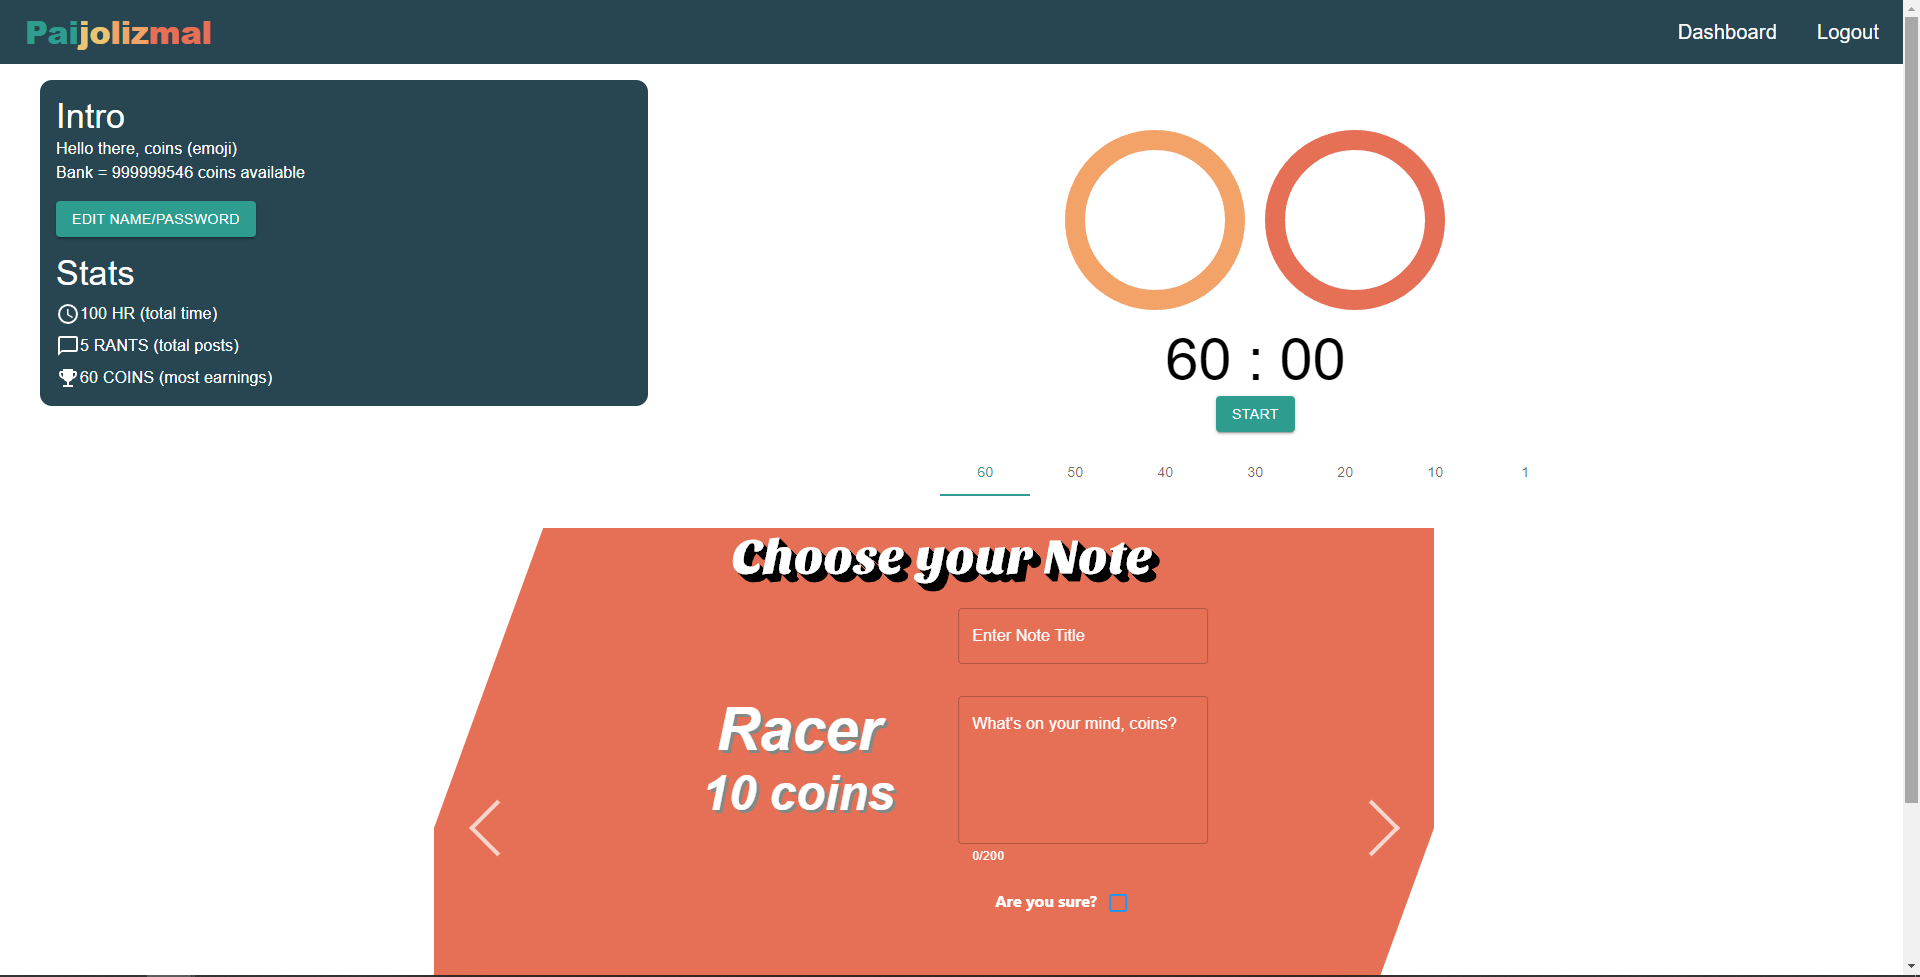 Paijolizmal
Dashboard
Logout
Intro
Hello there, coins (emoji)
Bank = 999999546 coins available
EDIT NAME/PASSWORD
Stats
100 HR (total time)
5 RANTS (total posts)
60 COINS (most earnings)
60 : 00
START
60 50 40 30 20 10 1
Choose your Note
Enter Note Title
Racer
10 coins
What's on your mind, coins?
0/200
Are you sure?